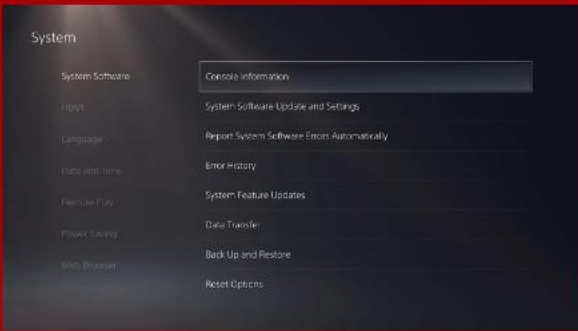 System
System Software
HDMI
Language
Date and Time
Remote Play
Power Saving
Web Browser
Console Information
System Software Update and Settings
Report System Software Errors Automatically
Error History
System Feature Updates
Data Transfer
Back Up and Restore
Reset Options